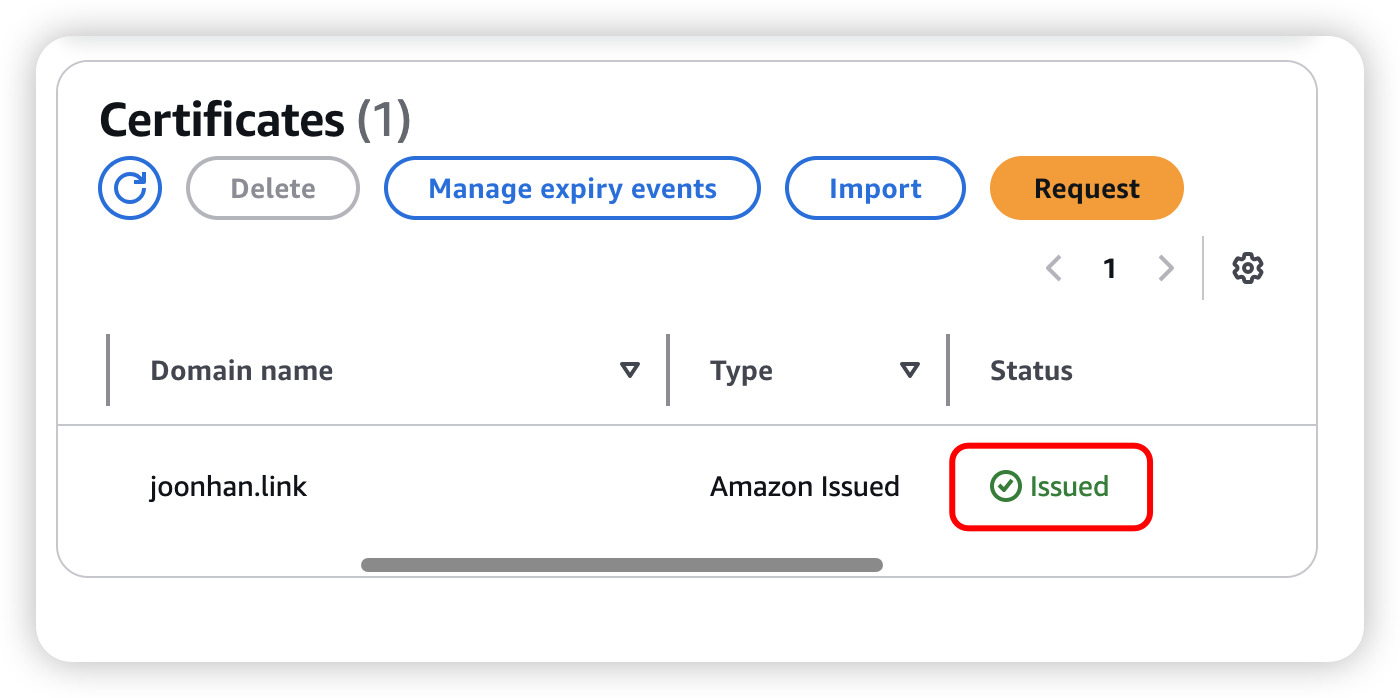 Certificates (1)
Delete Manage expiry events Import Request
1
Domain name Type Status
joonhan.link Amazon Issued Issued